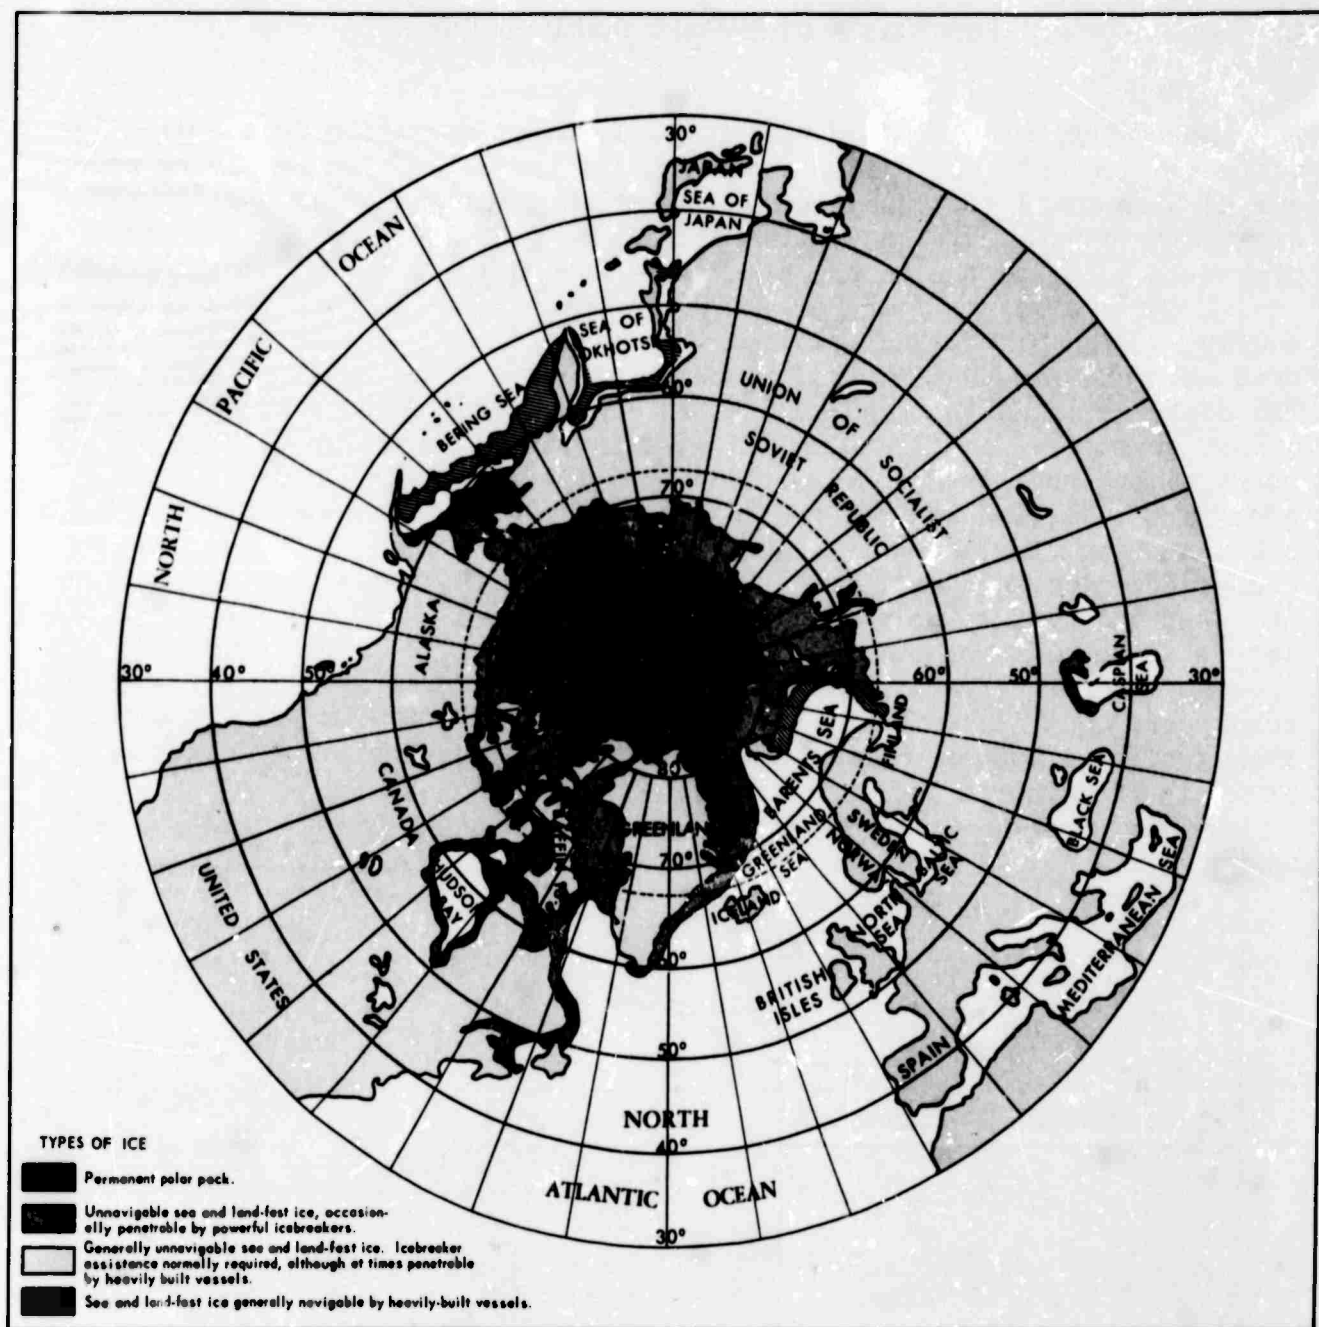 30°
JAPAN
SEA OF
JAPAN
OCEAN
SEA OF
OKHOTS
PACIFIC
BERING SEA
UNION
OF
SOVIET
SOCIALIST
REPUBLIC
70°
NORTH
ALASKA
30°
40°
50°
60°
50°
30°
CASPIAN
SEA
FINLAND
BARENTS SEA
BLACK SEA
CANADA
GREENLAND
GREENLAND
SEA
SWEDEN
NORWA
BALTIC
SEA
SEA
MEDITERRANEAN
70°
HUDSO
BAY
ICELAND
NORTH
SEA
UNITED
STATES
BRITISH
ISLES
50°
SPAIN
NORTH
40°
ATLANTIC OCEAN
30°
TYPES OF ICE
Permanent polar pack.
Unnavigable sea and land-fast ice, occasion-
ally penetrable by powerful icebreakers.
Generally unnavigable sea and land-fast ice. Icebreaker
assistance normally required, although at times penetrable
by heavily built vessels.
Sea and land-fast ice generally navigable by heavily-built vessels.